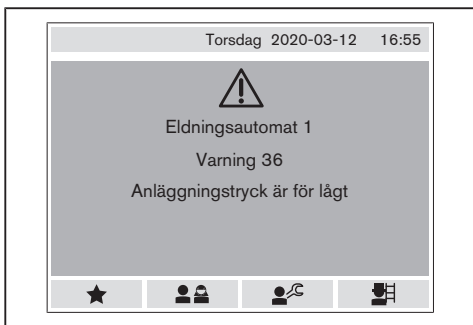 Torsdag 2020-03-12 16:55
Eldningsautomat 1
Varning 36
Anläggningstryck är för lågt